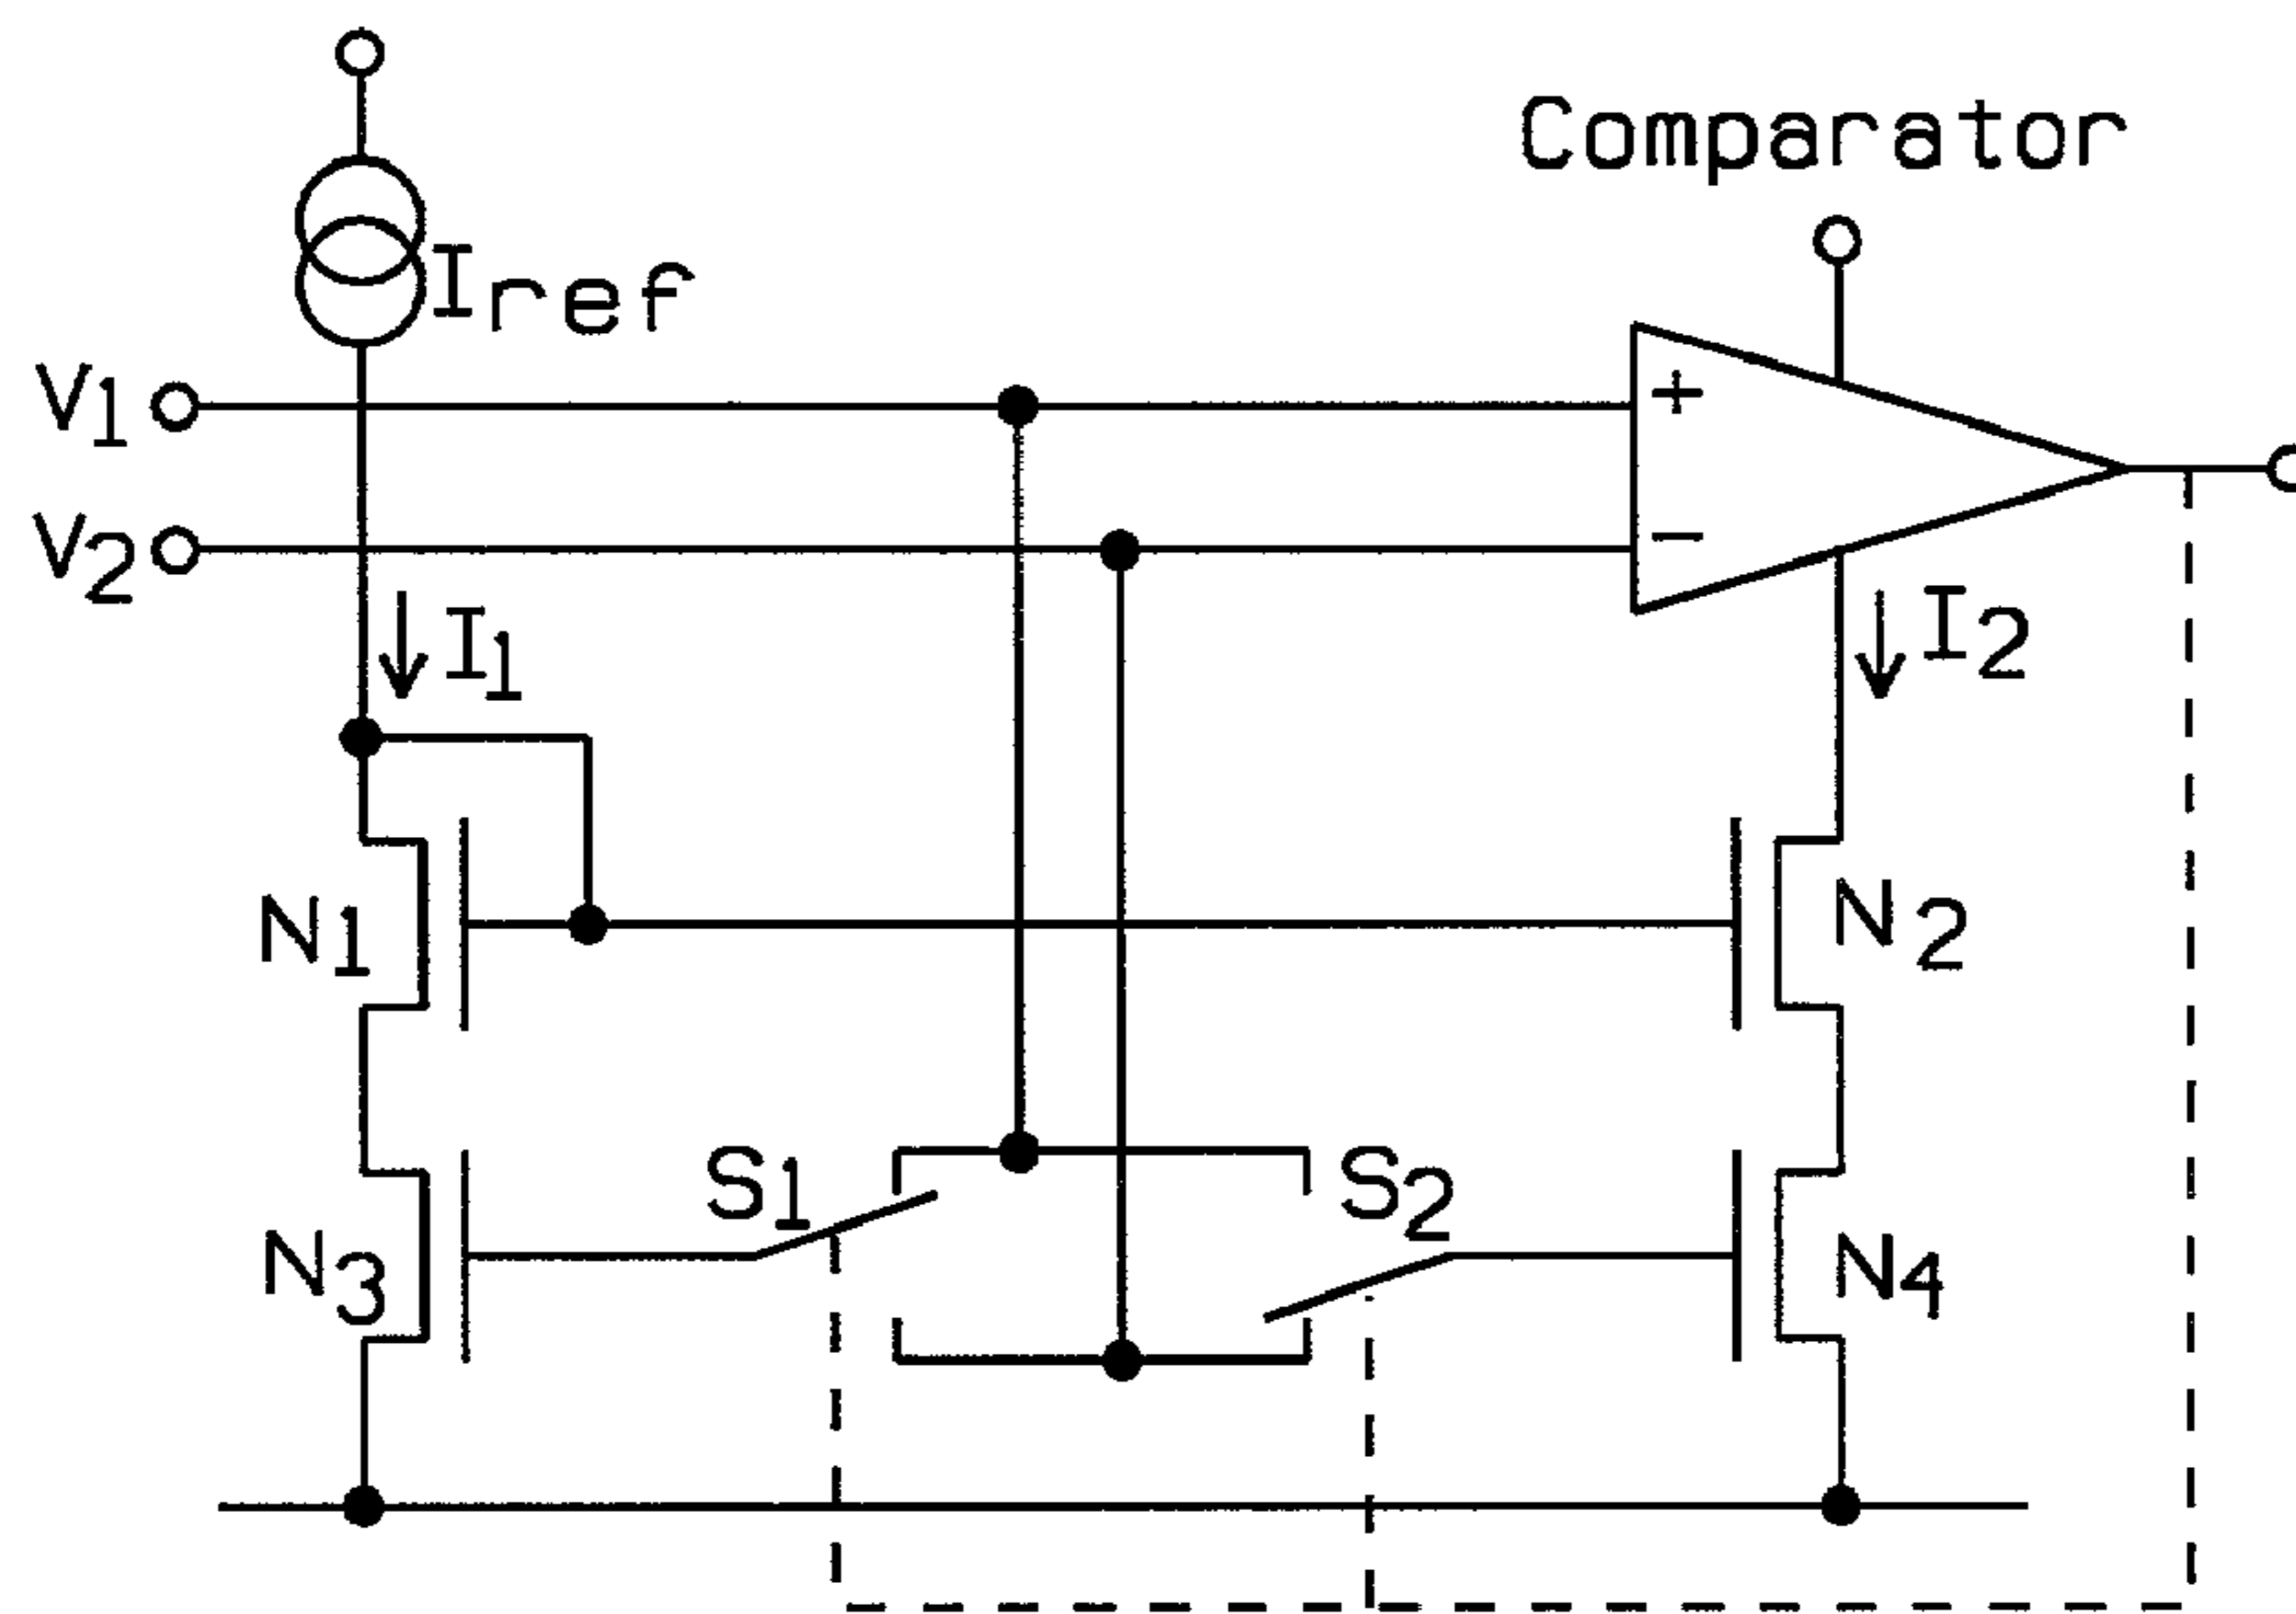 Comparator
Iref
V1
+
V2
−
I1
I2
N1
N2
S1
S2
N3
N4